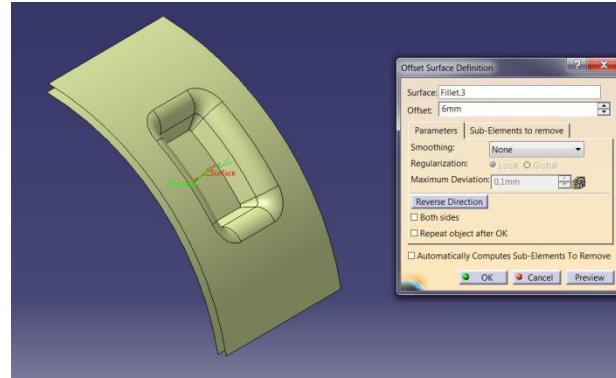 Offset Surface Definition
? X
Surface: Fillet.3
Offset: 6mm
Parameters Sub-Elements to remove
Smoothing: None
Regularization: Local Global
Maximum Deviation: 0,1mm
Reverse Direction
Both sides
Repeat object after OK
Automatically Computes Sub-Elements To Remove
OK Cancel Preview
Surface